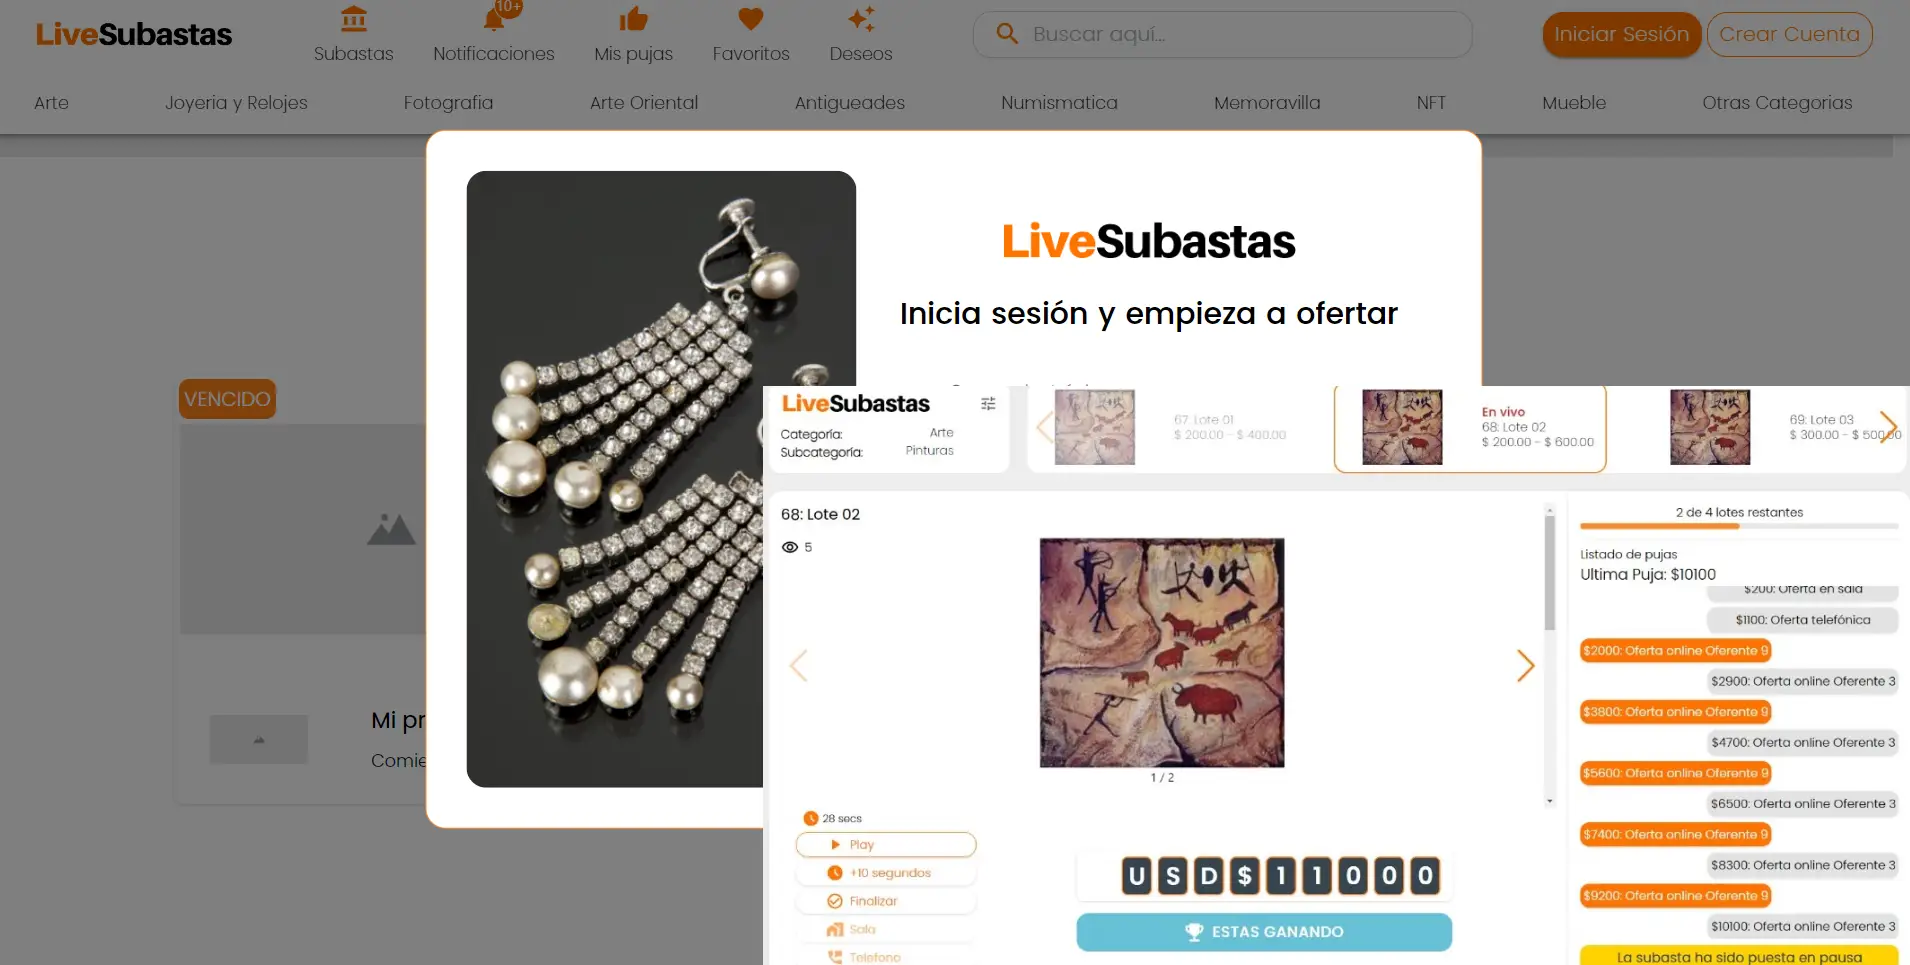 LiveSubastas
Subastas
10+
Notificaciones
Mis pujas
Favoritos
Deseos
Buscar aquí...
Iniciar Sesión
Crear Cuenta
Arte
Joyeria y Relojes
Fotografia
Arte Oriental
Antigueades
Numismatica
Memoravilla
NFT
Mueble
Otras Categorias
LiveSubastas
Inicia sesión y empieza a ofertar
VENCIDO
Mi pr
Comie
LiveSubastas
Categoría: Arte
Subcategoría: Pinturas
67: Lote 01
$ 200.00 - $ 400.00
En vivo
68: Lote 02
$ 200.00 - $ 600.00
69: Lote 03
$ 300.00 - $ 500.00
68: Lote 02
5
1 / 2
28 secs
Play
+10 segundos
Finalizar
Sala
Telefono
USD$11000
ESTAS GANANDO
2 de 4 lotes restantes
Listado de pujas
Ultima Puja: $10100
$200: Oferta en sala
$1100: Oferta telefónica
$2000: Oferta online Oferente 9
$2900: Oferta online Oferente 3
$3800: Oferta online Oferente 9
$4700: Oferta online Oferente 3
$5600: Oferta online Oferente 9
$6500: Oferta online Oferente 3
$7400: Oferta online Oferente 9
$8300: Oferta online Oferente 3
$9200: Oferta online Oferente 9
$10100: Oferta online Oferente 3
La subasta ha sido puesta en pausa